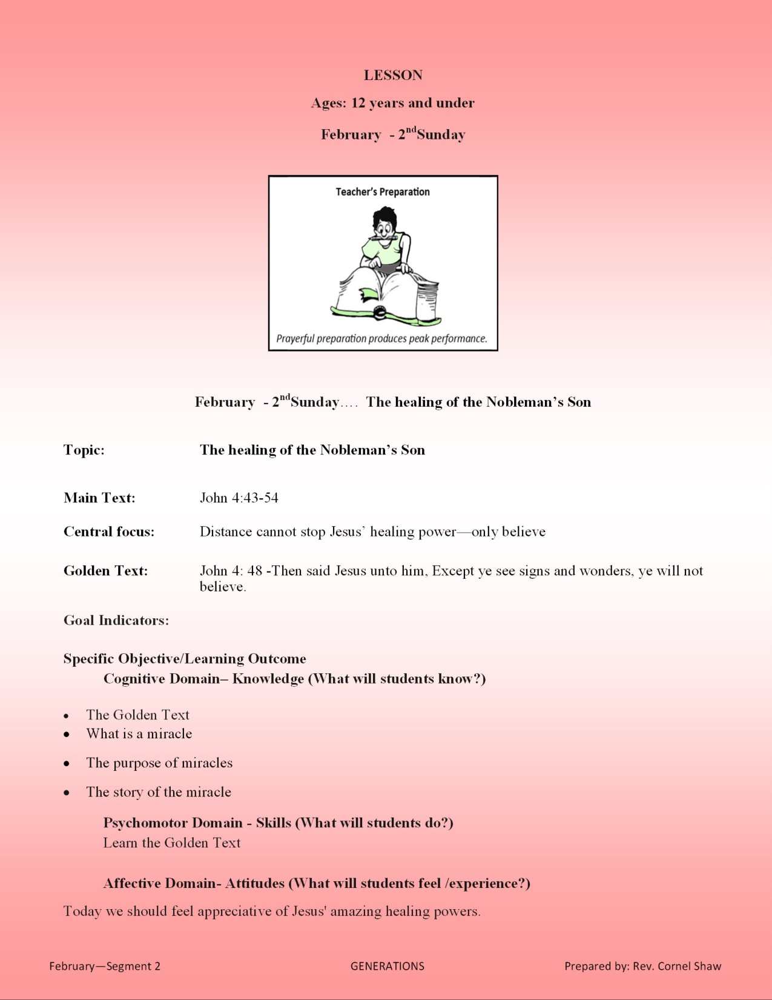 LESSON
Ages: 12 years and under
February - 2nd Sunday
Teacher's Preparation
Prayerful preparation produces peak performance.
February - 2nd Sunday…. The healing of the Nobleman's Son
Topic: The healing of the Nobleman's Son
Main Text: John 4:43-54
Central focus: Distance cannot stop Jesus' healing power—only believe
Golden Text: John 4: 48 -Then said Jesus unto him, Except ye see signs and wonders, ye will not
believe.
Goal Indicators:
Specific Objective/Learning Outcome
Cognitive Domain– Knowledge (What will students know?)
• The Golden Text
• What is a miracle
• The purpose of miracles
• The story of the miracle
Psychomotor Domain - Skills (What will students do?)
Learn the Golden Text
Affective Domain- Attitudes (What will students feel /experience?)
Today we should feel appreciative of Jesus' amazing healing powers.
February—Segment 2 GENERATIONS Prepared by: Rev. Cornel Shaw